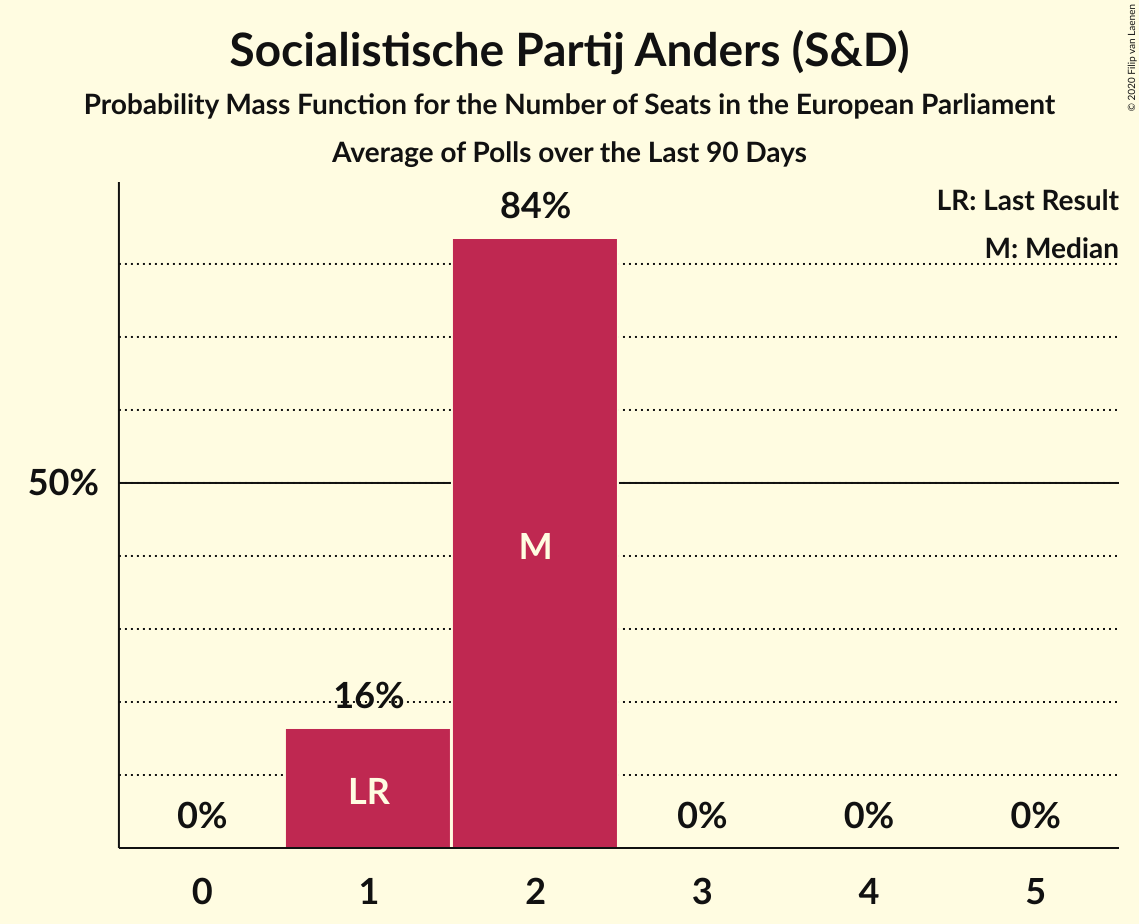 Socialistische Partij Anders (S&D)
Probability Mass Function for the Number of Seats in the European Parliament
Average of Polls over the Last 90 Days
© 2020 Filip van Laenen
LR: Last Result
M: Median
84%
50%
M
16%
LR
0%
0%
0%
0%
0 1 2 3 4 5